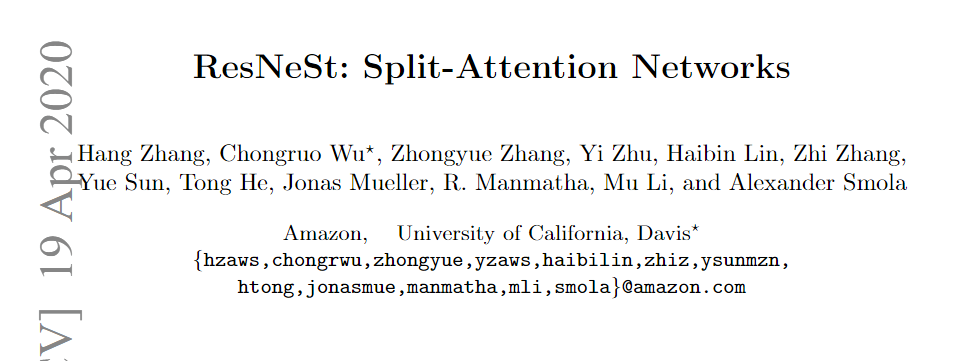 ResNeSt: Split-Attention Networks
Hang Zhang, Chongruo Wu⋆, Zhongyue Zhang, Yi Zhu, Haibin Lin, Zhi Zhang,
Yue Sun, Tong He, Jonas Mueller, R. Manmatha, Mu Li, and Alexander Smola
Amazon, University of California, Davis⋆
{hzaws,chongrwu,zhongyue,yzaws,haibilin,zhiz,ysunmzn,
htong,jonasmue,manmatha,mli,smola}@amazon.com
V] 19 Apr 2020